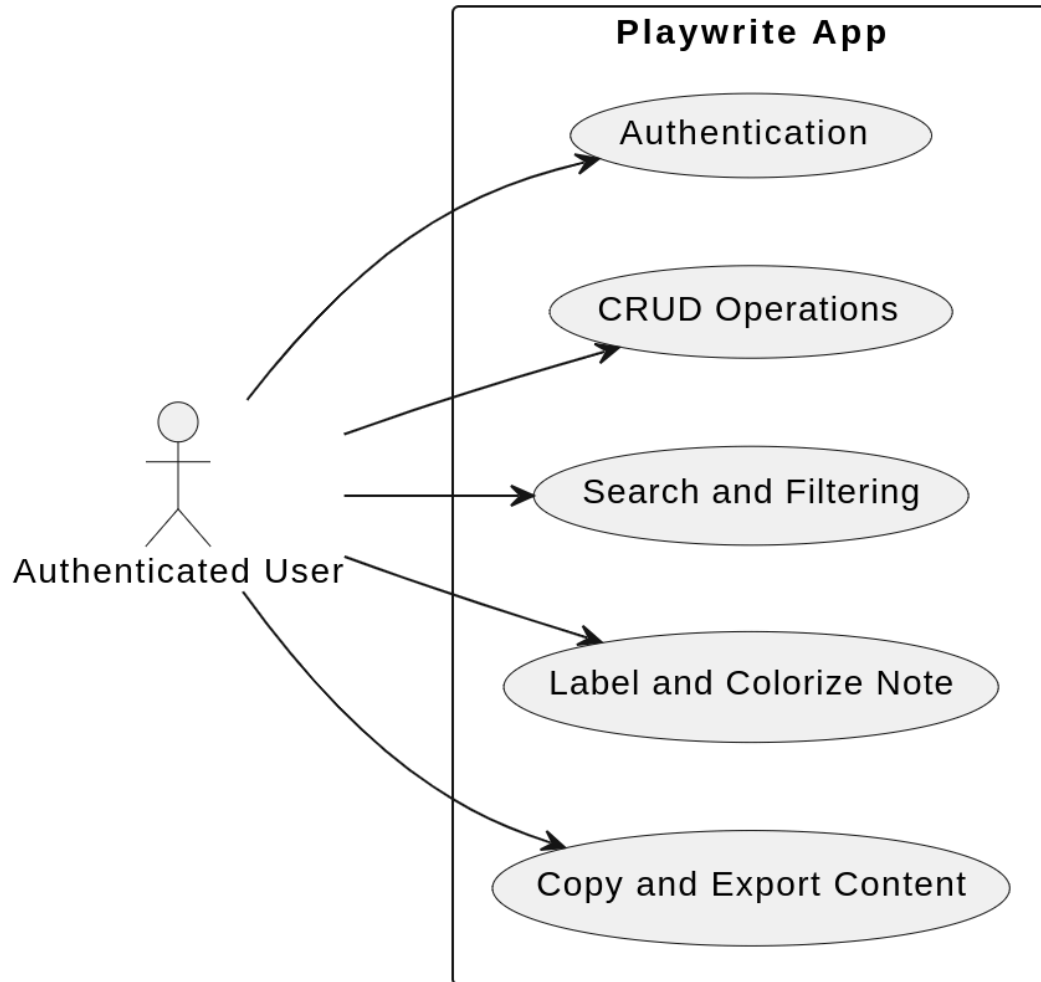 Playwrite App
Authentication
CRUD Operations
Search and Filtering
Authenticated User
Label and Colorize Note
Copy and Export Content